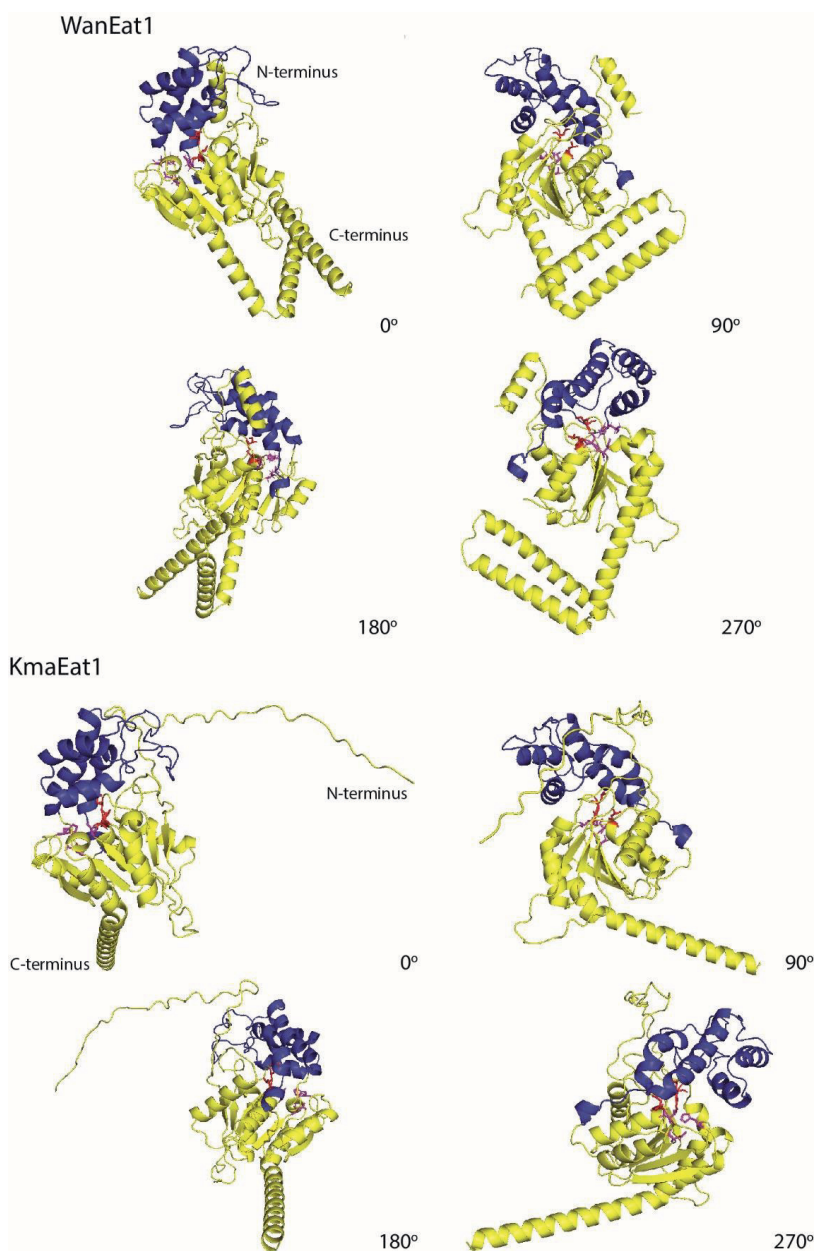 WanEat1
N-terminus
C-terminus
0º
90º
180º
270º
KmaEat1
N-terminus
C-terminus
0º
90º
180º
270º